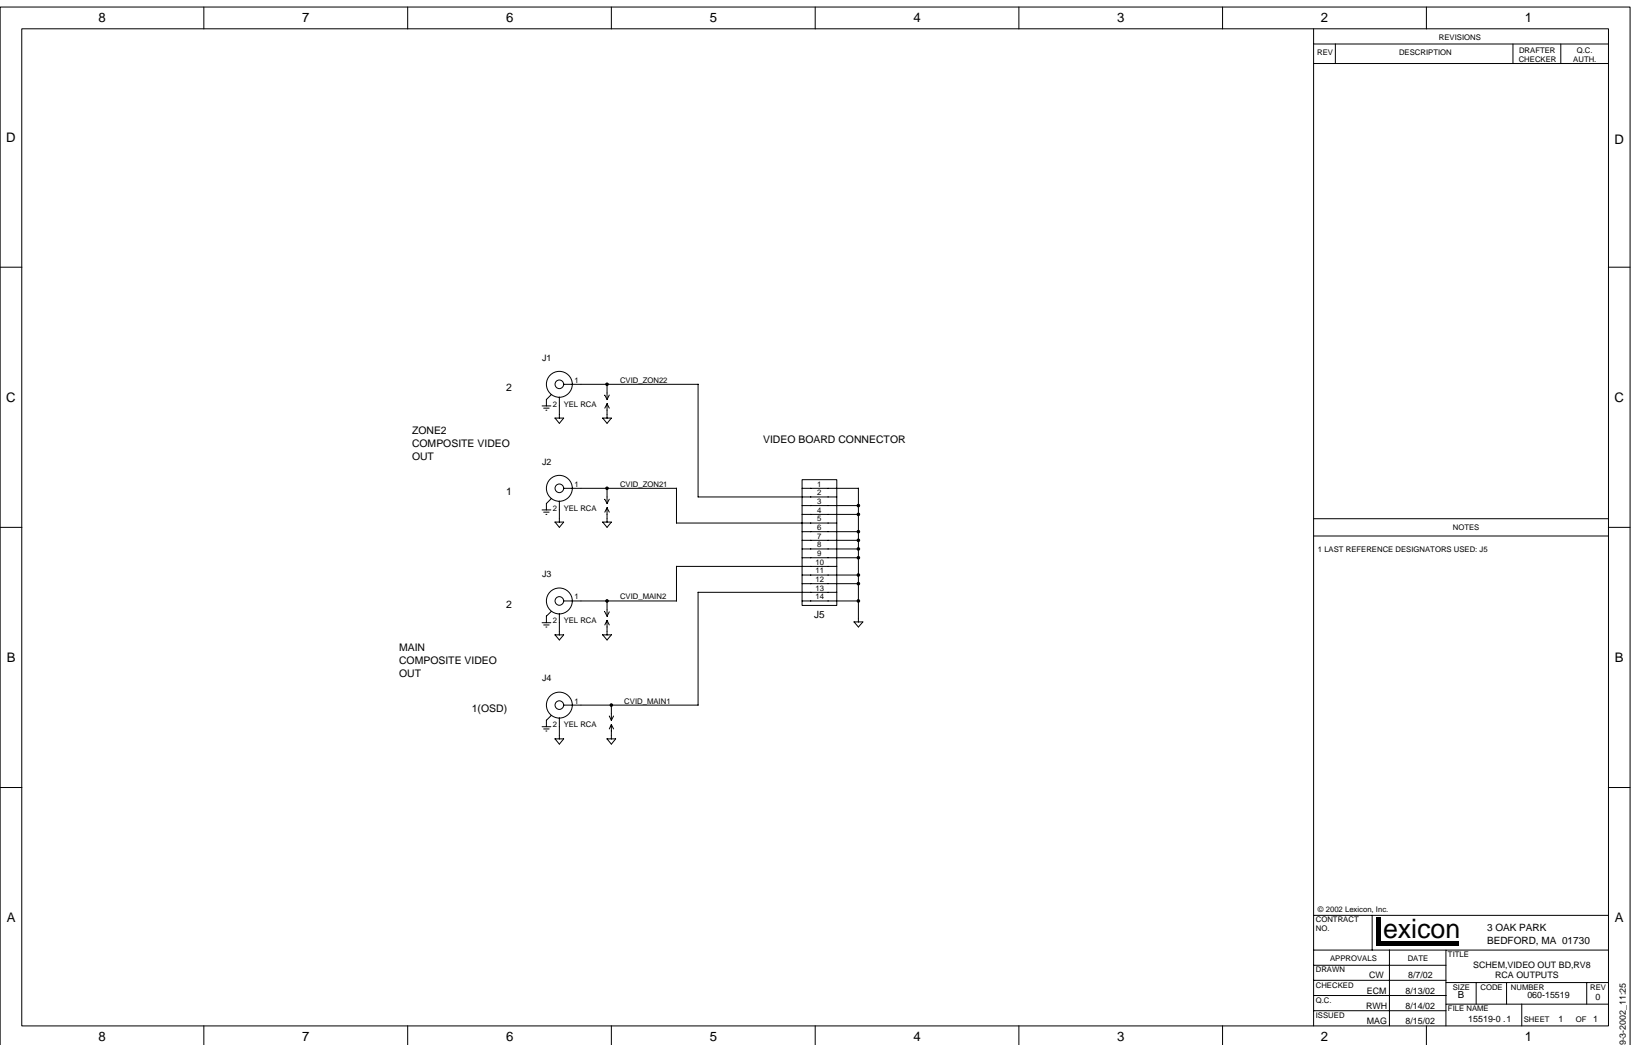 8 7 6 5 4 3 2 1
REVISIONS
REV DESCRIPTION DRAFTER CHECKER Q.C. AUTH.
D D
C C
J1
2
1
CVID_ZON22
2 YEL RCA
ZONE2
COMPOSITE VIDEO
OUT
VIDEO BOARD CONNECTOR
J2
1
1
CVID_ZON21
2 YEL RCA
1
2
3
4
5
6
7
8
9
10
11
12
13
14
J5
NOTES
1 LAST REFERENCE DESIGNATORS USED: J5
J3
2
1
CVID_MAIN2
2 YEL RCA
MAIN
COMPOSITE VIDEO
OUT
B B
J4
1(OSD)
1
CVID_MAIN1
2 YEL RCA
A A
© 2002 Lexicon, Inc.
CONTRACT
NO.
Lexicon
3 OAK PARK
BEDFORD, MA 01730
APPROVALS DATE
DRAWN CW 8/7/02
CHECKED ECM 8/13/02
Q.C. RWH 8/14/02
ISSUED MAG 8/15/02
TITLE
SCHEM,VIDEO OUT BD,RV8
RCA OUTPUTS
SIZE B CODE NUMBER 060-15519 REV 0
FILE NAME 15519-0 .1 SHEET 1 OF 1
9-3-2002_11:25
8 7 6 5 4 3 2 1